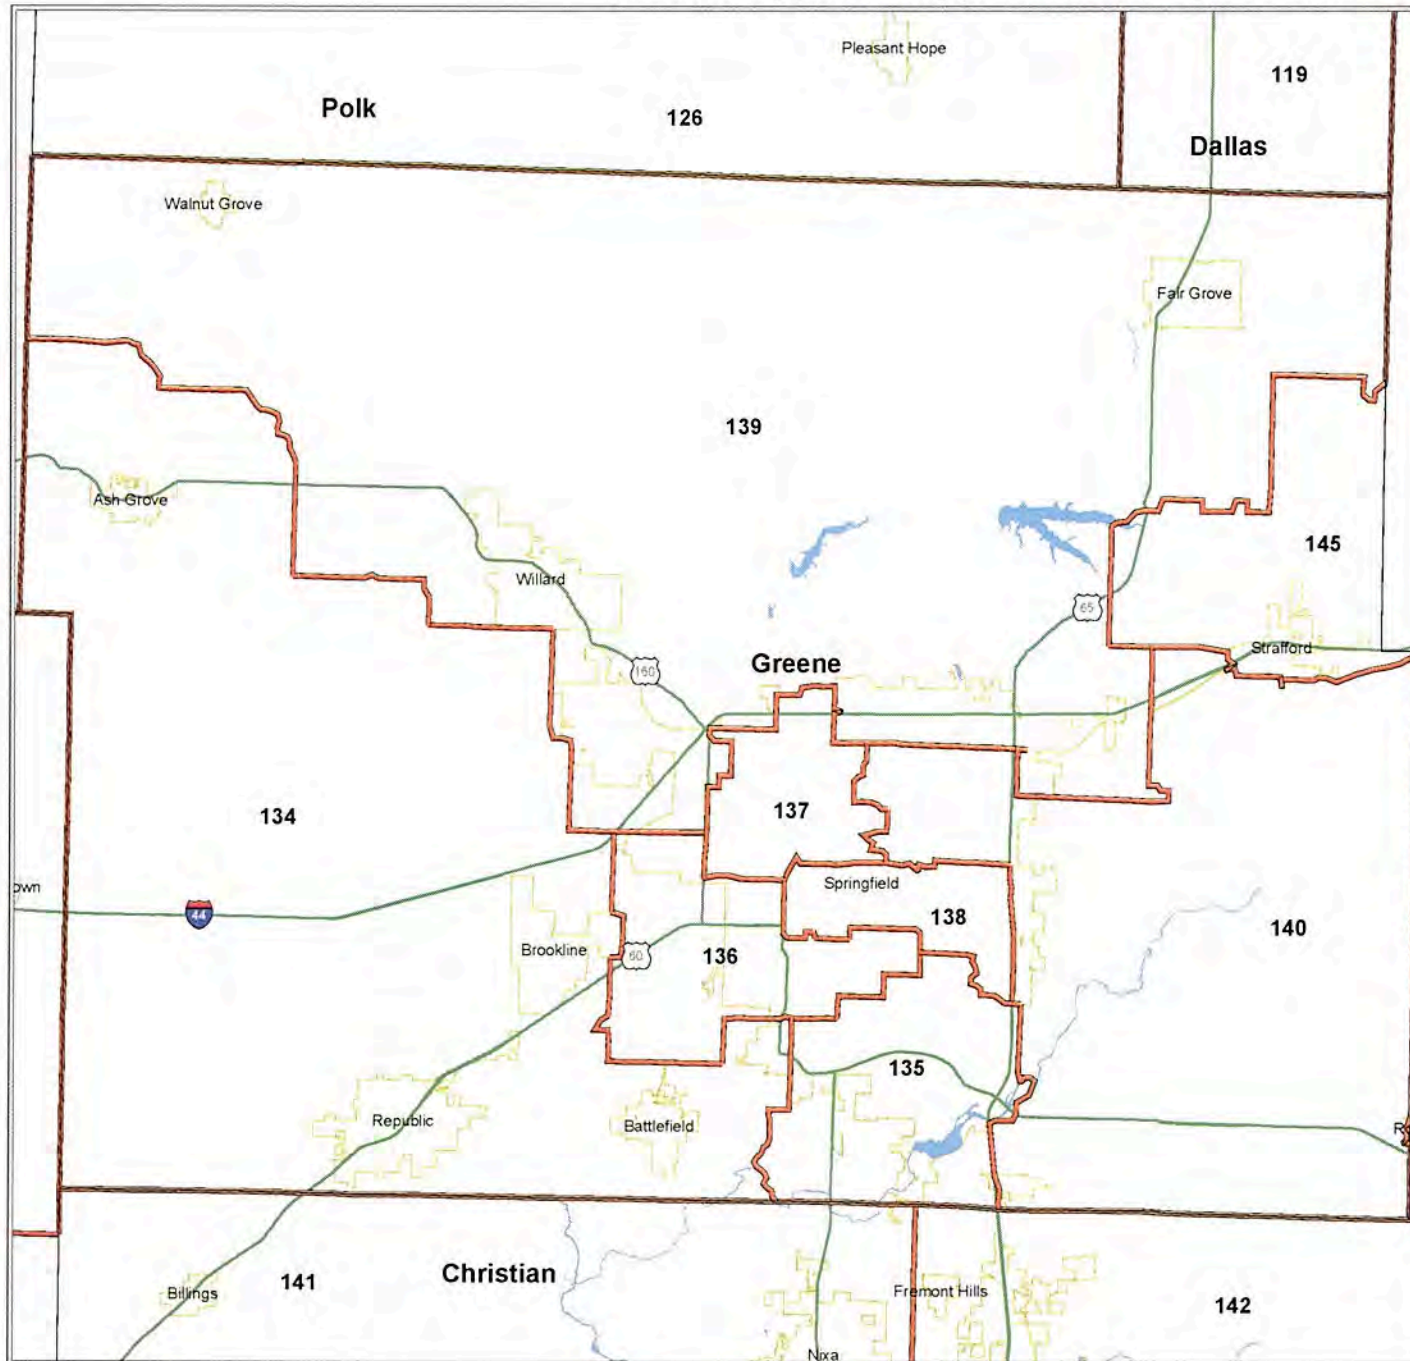 Pleasant Hope
119
Polk
126
Dallas
Walnut Grove
Fair Grove
139
Ash Grove
145
Willard
65
Strafford
Greene
160
134
137
own
Springfield
44
138
140
Brookline
60
136
135
Republic
Battlefield
R
Christian
141
Billings
Fremont Hills
142
Nixa